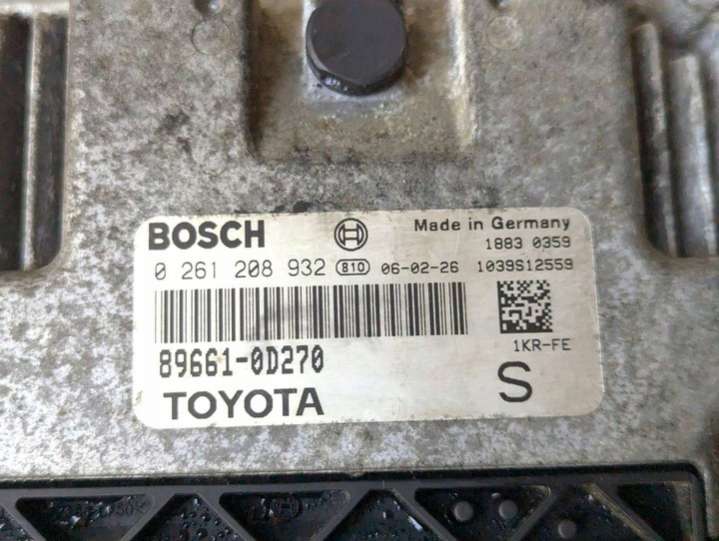 BOSCH Made in Germany
1883 0359
0 261 208 932 810 06-02-26 1039S12559
1KR-FE
89661-0D270
TOYOTA S